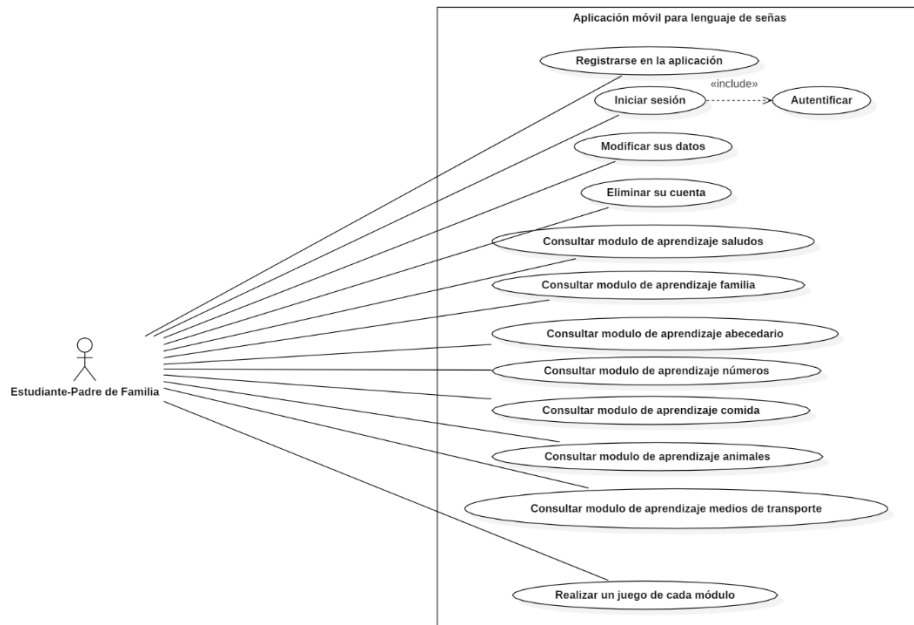 Aplicación móvil para lenguaje de señas
Registrarse en la aplicación
«include»
Iniciar sesión
Autentificar
Modificar sus datos
Eliminar su cuenta
Consultar modulo de aprendizaje saludos
Consultar modulo de aprendizaje familia
Consultar modulo de aprendizaje abecedario
Consultar modulo de aprendizaje números
Estudiante-Padre de Familia
Consultar modulo de aprendizaje comida
Consultar modulo de aprendizaje animales
Consultar modulo de aprendizaje medios de transporte
Realizar un juego de cada módulo